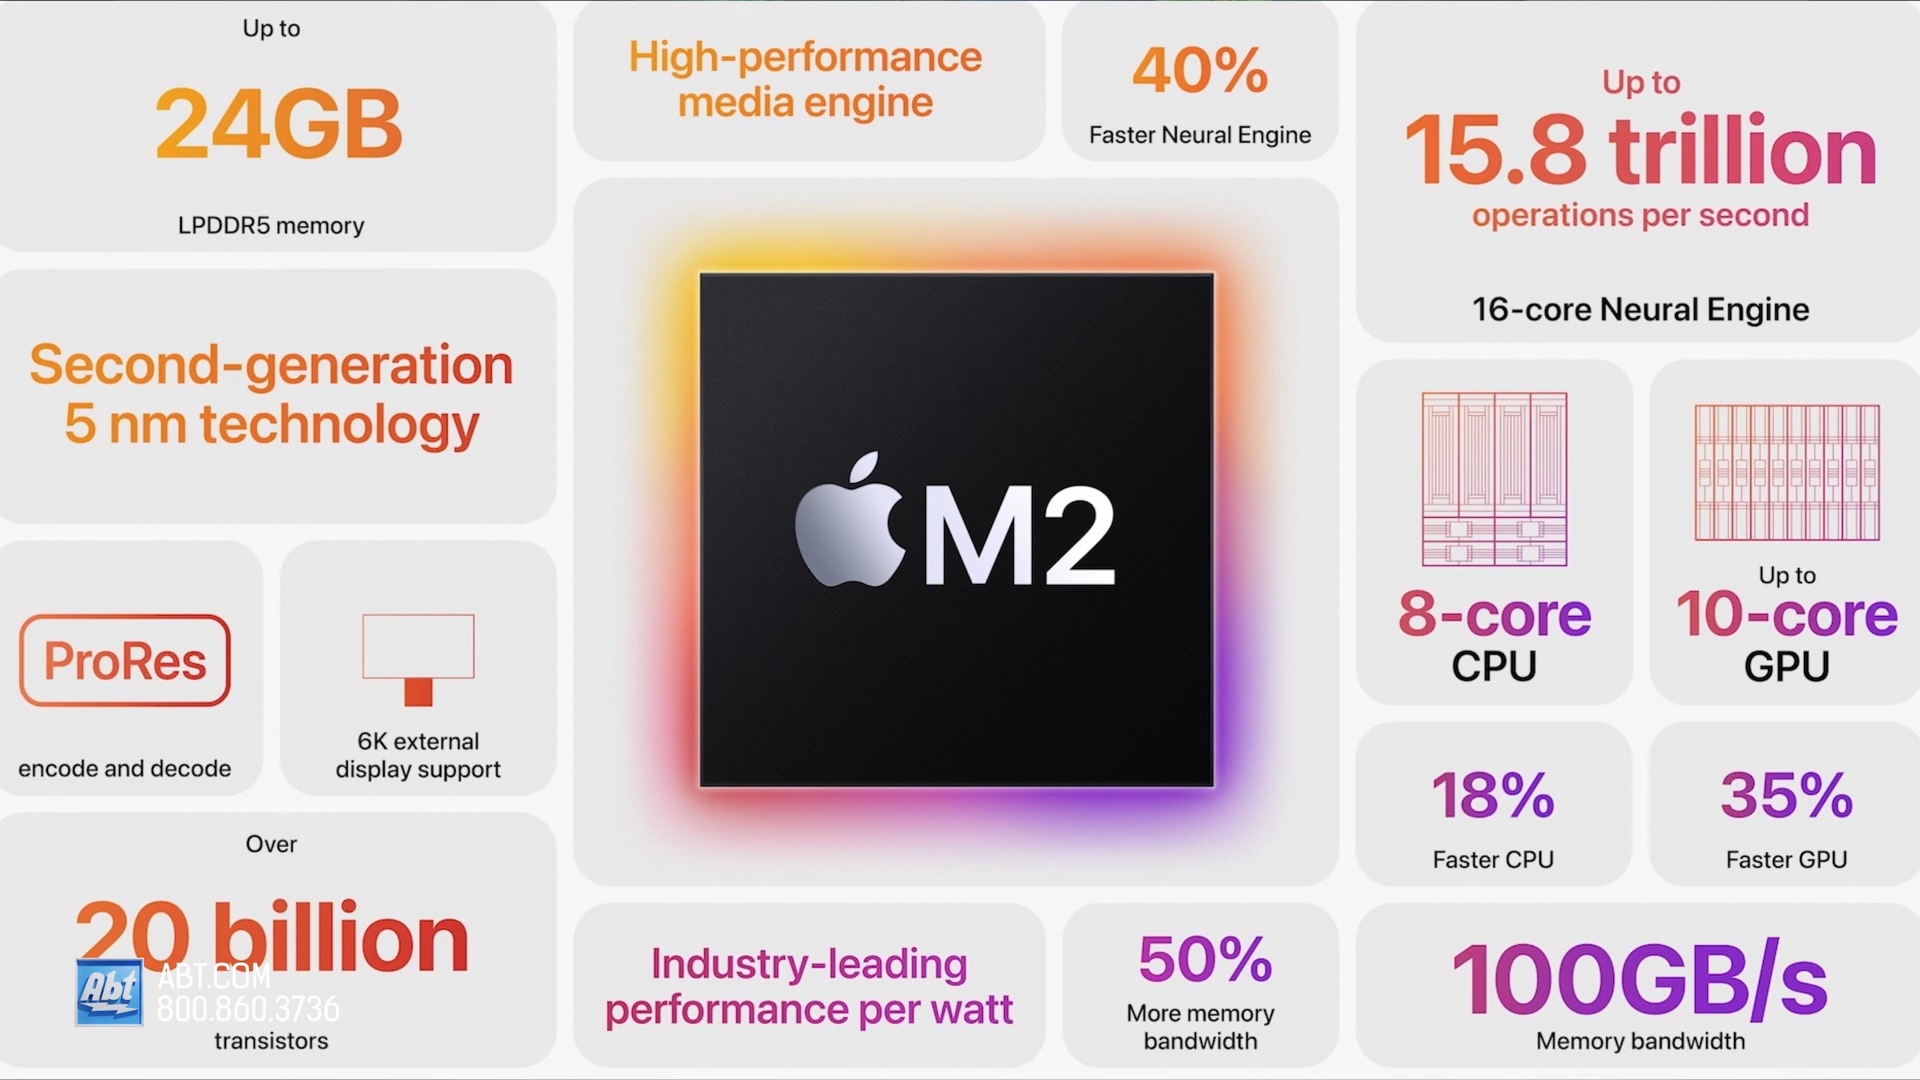 Up to
24GB
LPDDR5 memory
High-performance
media engine
40%
Faster Neural Engine
Up to
15.8 trillion
operations per second
16-core Neural Engine
Second-generation
5 nm technology
M2
8-core
CPU
Up to
10-core
GPU
ProRes
encode and decode
6K external
display support
18%
Faster CPU
35%
Faster GPU
Over
20 billion
transistors
Abt
ABT.COM
800.860.3736
Industry-leading
performance per watt
50%
More memory
bandwidth
100GB/s
Memory bandwidth